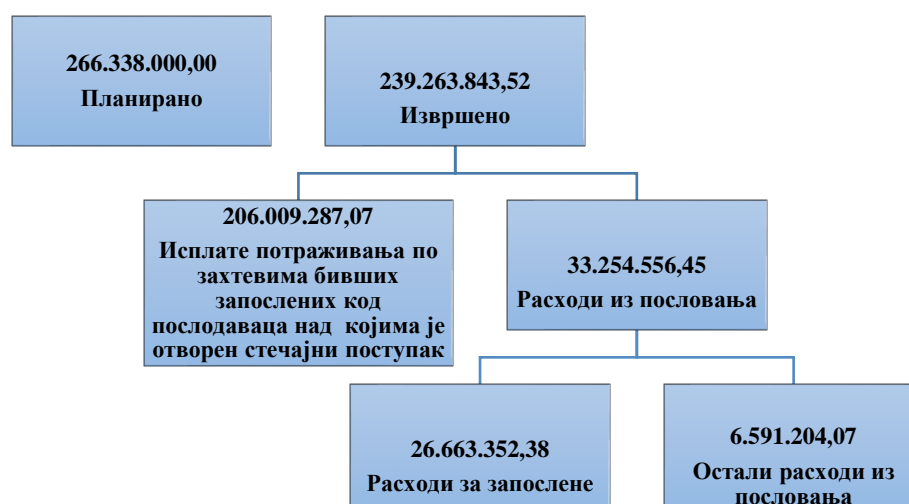 266.338.000,00
Планирано
239.263.843,52
Извршено
206.009.287,07
Исплате потраживања по
захтевима бивших
запослених код
послодаваца над којима је
отворен стечајни поступак
33.254.556,45
Расходи из пословања
26.663.352,38
Расходи за запослене
6.591.204,07
Остали расходи из
пословања